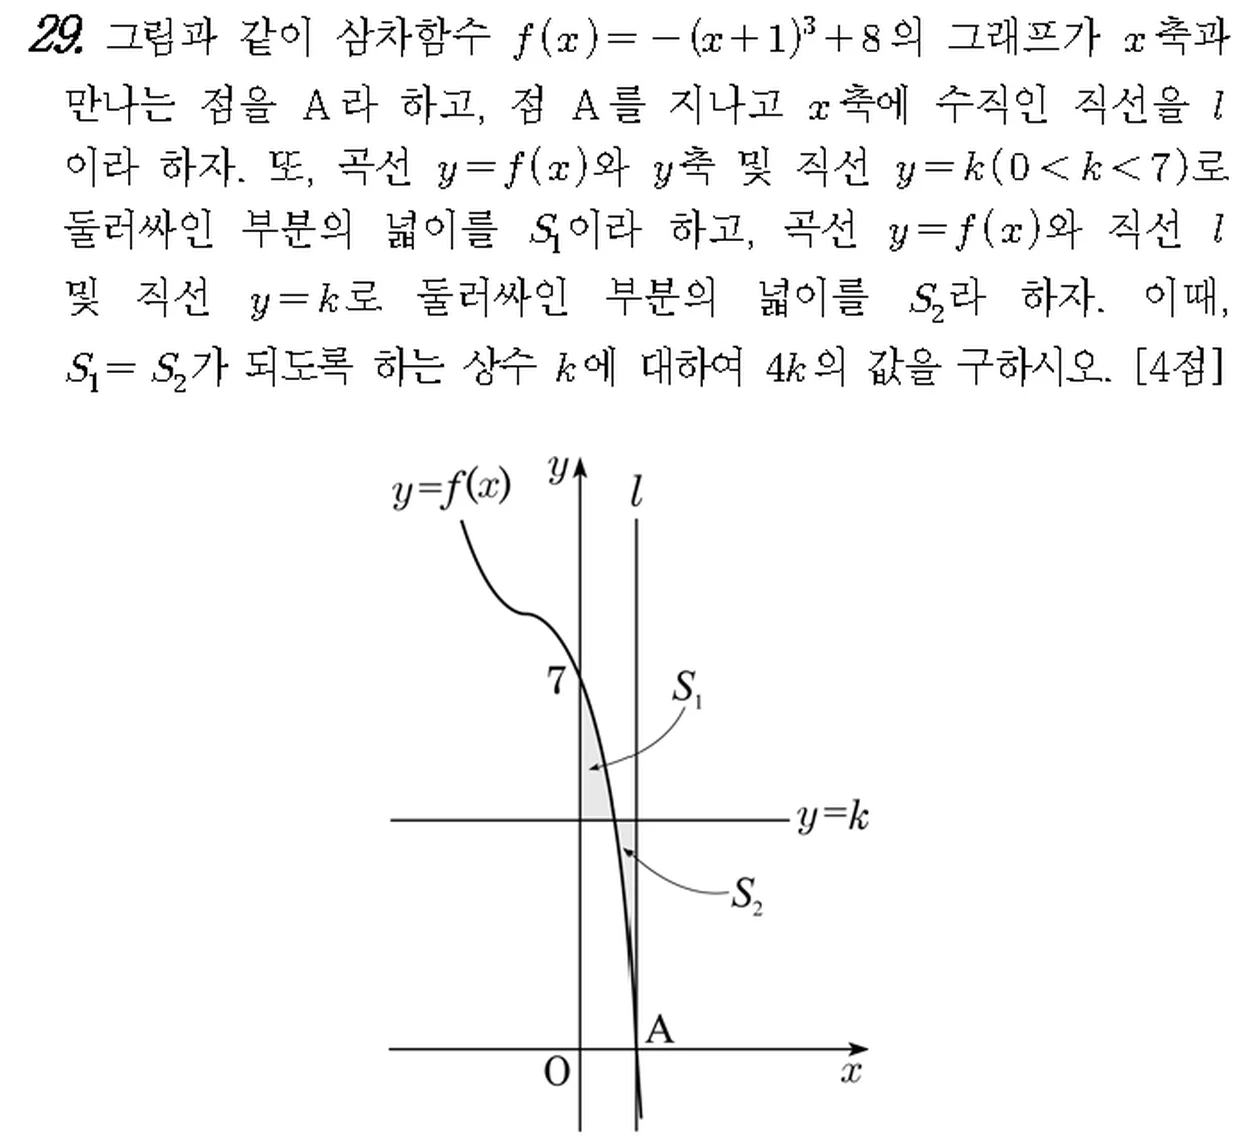 29. 그림과 같이 삼차함수 f(x)=-(x+1)³+8의 그래프가 x축과
만나는 점을 A라 하고, 점 A를 지나고 x축에 수직인 직선을 l
이라 하자. 또, 곡선 y=f(x)와 y축 및 직선 y=k(0<k<7)로
둘러싸인 부분의 넓이를 S₁이라 하고, 곡선 y=f(x)와 직선 l
및 직선 y=k로 둘러싸인 부분의 넓이를 S₂라 하자. 이때,
S₁= S₂가 되도록 하는 상수 k에 대하여 4k의 값을 구하시오. [4점]
y=f(x)
y
l
7
S₁
y=k
S₂
A
O
x